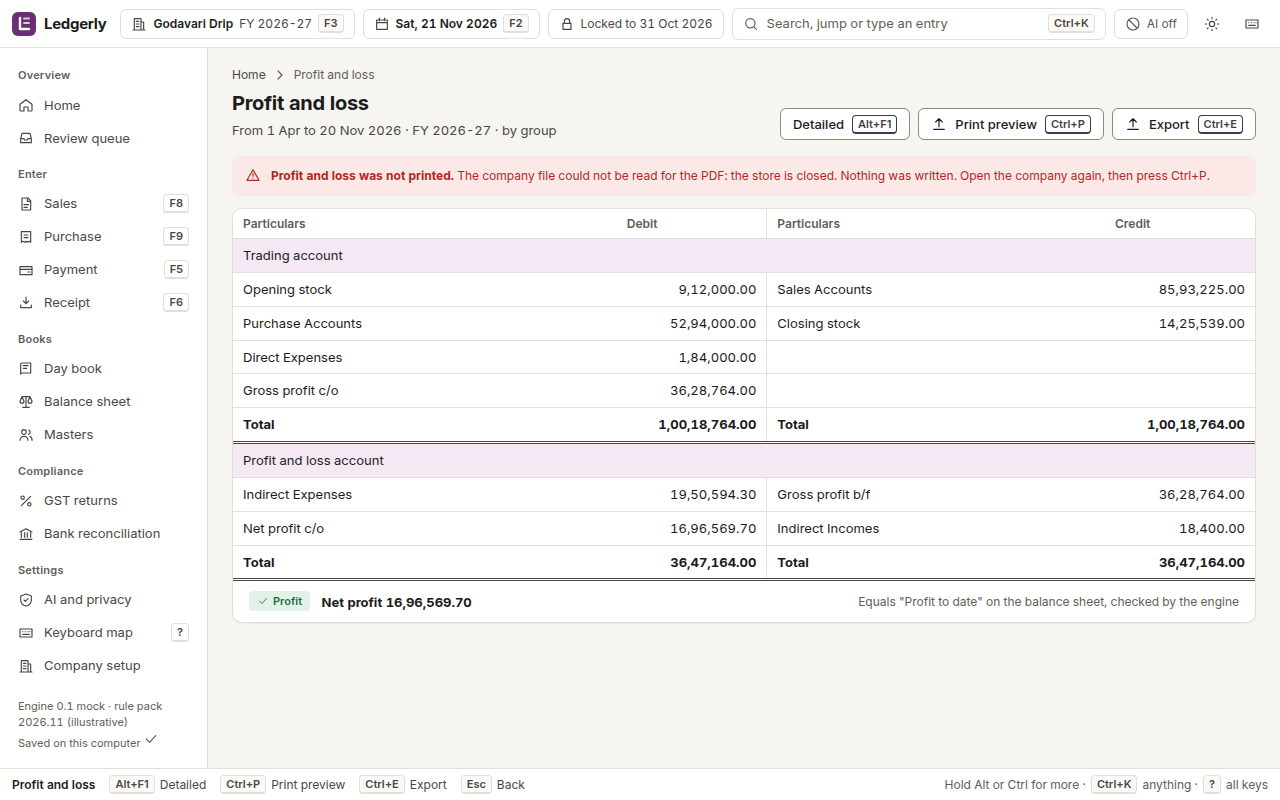 Ledgerly
Godavari Drip FY 2026-27 F3
Sat, 21 Nov 2026 F2
Locked to 31 Oct 2026
Search, jump or type an entry Ctrl+K
AI off
Overview
Home
Review queue
Enter
Sales F8
Purchase F9
Payment F5
Receipt F6
Books
Day book
Balance sheet
Masters
Compliance
GST returns
Bank reconciliation
Settings
AI and privacy
Keyboard map ?
Company setup
Engine 0.1 mock · rule pack
2026.11 (illustrative)
Saved on this computer
Home Profit and loss
Profit and loss
From 1 Apr to 20 Nov 2026 · FY 2026-27 · by group
Detailed Alt+F1
Print preview Ctrl+P
Export Ctrl+E
Profit and loss was not printed. The company file could not be read for the PDF: the store is closed. Nothing was written. Open the company again, then press Ctrl+P.
Particulars Debit Particulars Credit
Trading account
Opening stock 9,12,000.00 Sales Accounts 85,93,225.00
Purchase Accounts 52,94,000.00 Closing stock 14,25,539.00
Direct Expenses 1,84,000.00
Gross profit c/o 36,28,764.00
Total 1,00,18,764.00 Total 1,00,18,764.00
Profit and loss account
Indirect Expenses 19,50,594.30 Gross profit b/f 36,28,764.00
Net profit c/o 16,96,569.70 Indirect Incomes 18,400.00
Total 36,47,164.00 Total 36,47,164.00
Profit Net profit 16,96,569.70 Equals "Profit to date" on the balance sheet, checked by the engine
Profit and loss Alt+F1 Detailed Ctrl+P Print preview Ctrl+E Export Esc Back
Hold Alt or Ctrl for more · Ctrl+K anything · ? all keys